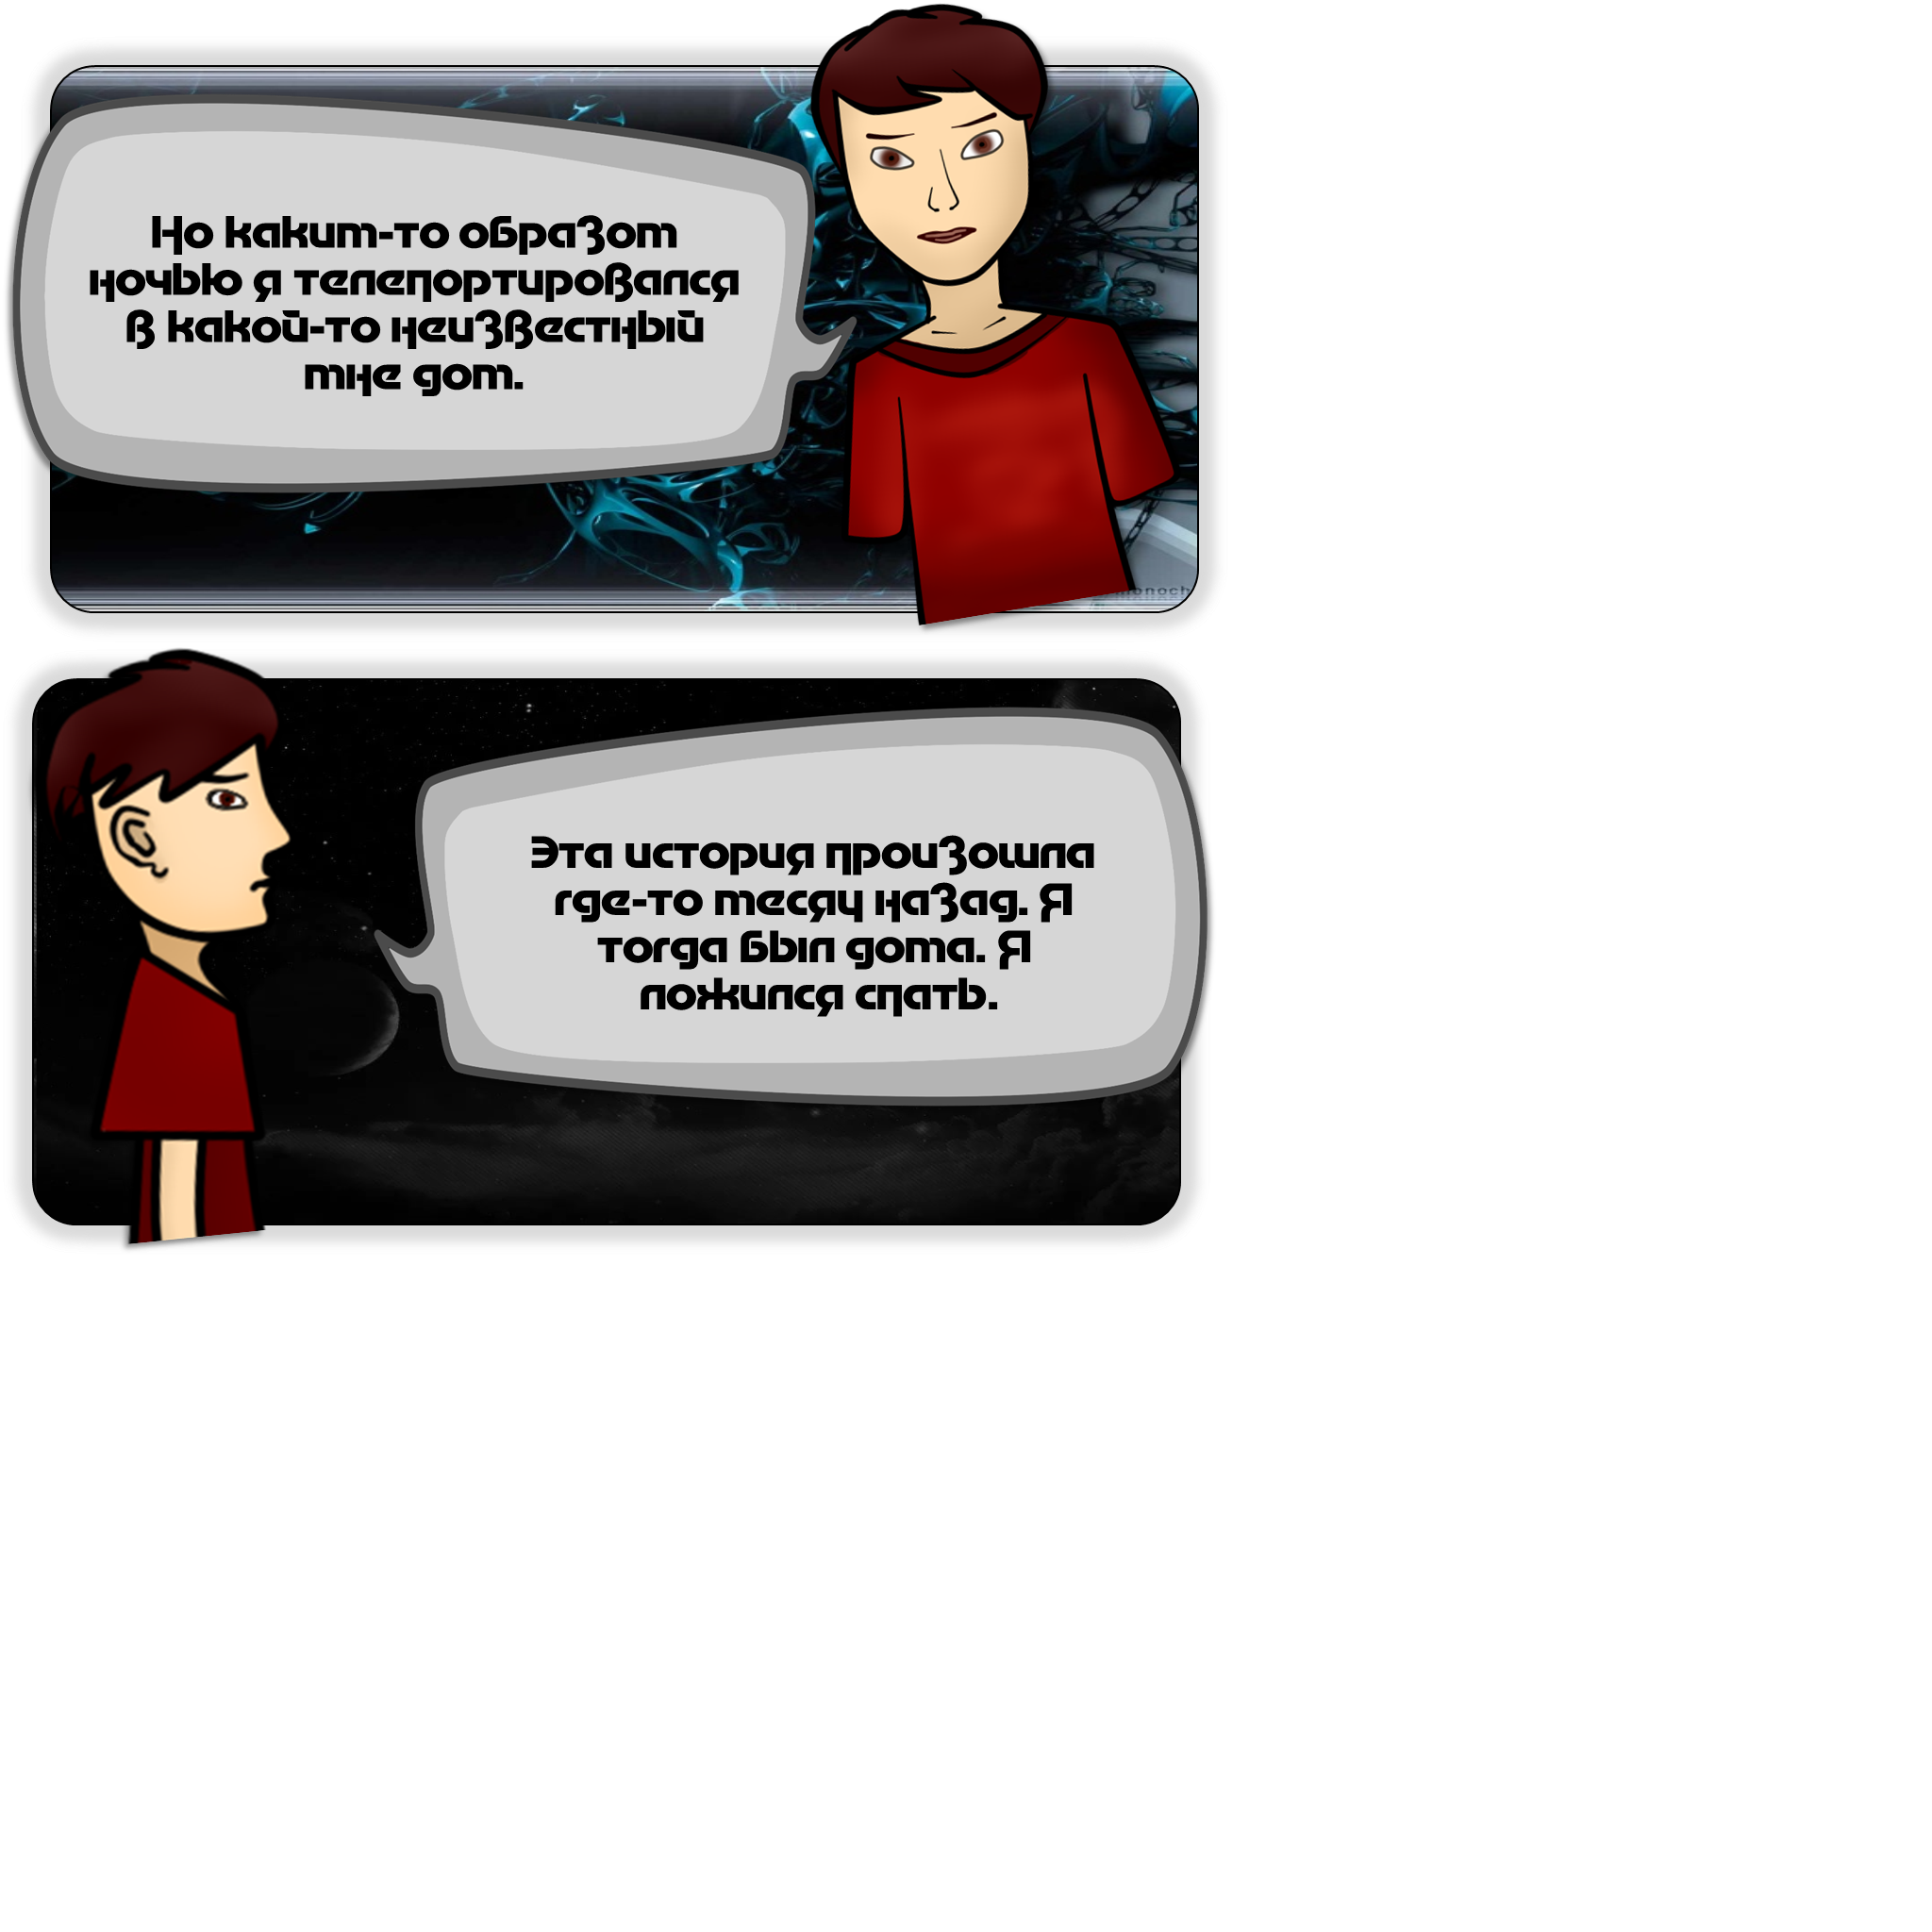 Но каким-то образом
ночью я телепортировался
в какой-то неизвестный
мне дом.
monoch
Эта история произошла
где-то месяц назад. Я
тогда был дома. Я
ложился спать.